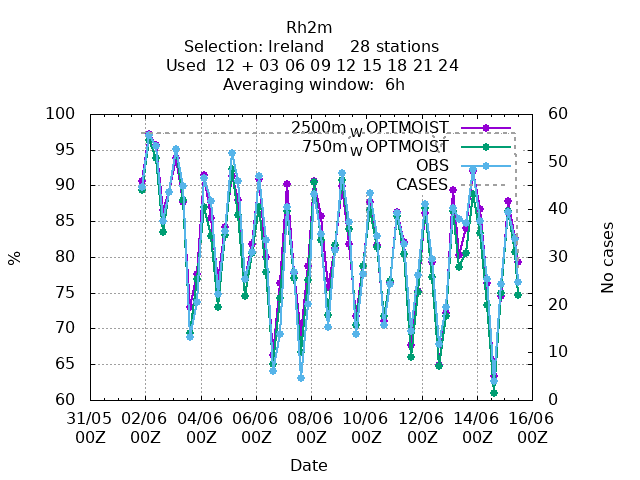 Rh2m
Selection: Ireland 28 stations
Used 12 + 03 06 09 12 15 18 21 24
Averaging window: 6h
100
95
90
85
80
75
70
65
60
%
60
50
40
30
20
10
0
No cases
2500m_W OPTMOIST
750m_W OPTMOIST
OBS
CASES
31/05 02/06 04/06 06/06 08/06 10/06 12/06 14/06 16/06
00Z 00Z 00Z 00Z 00Z 00Z 00Z 00Z 00Z
Date